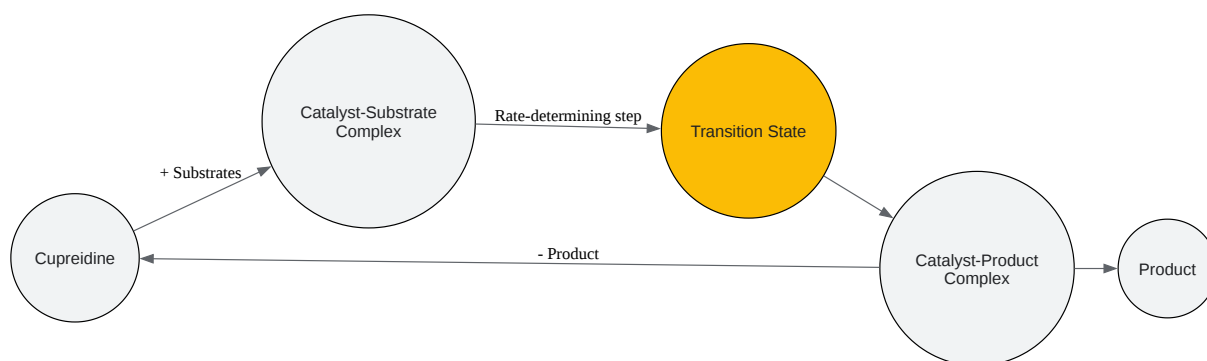 Catalyst-Substrate
Complex
Rate-determining step
Transition State
+ Substrates
Cupreidine
- Product
Catalyst-Product
Complex
Product